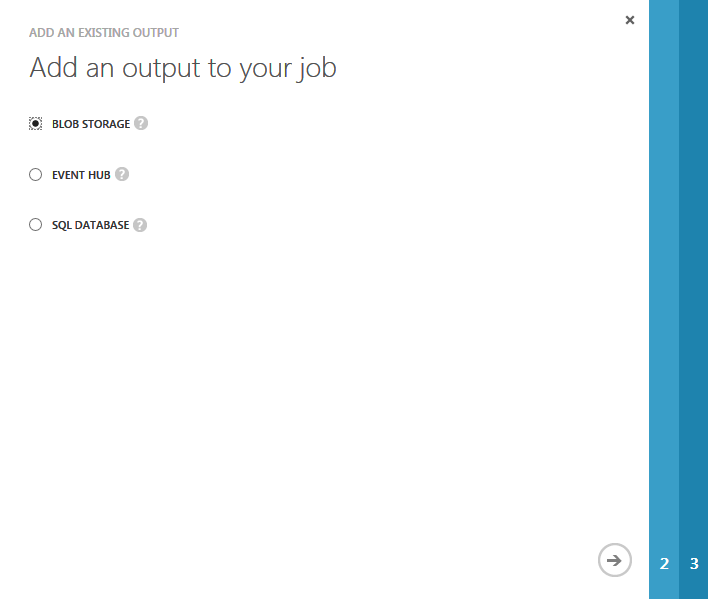 ADD AN EXISTING OUTPUT
Add an output to your job
BLOB STORAGE ?
EVENT HUB ?
SQL DATABASE ?
2 3